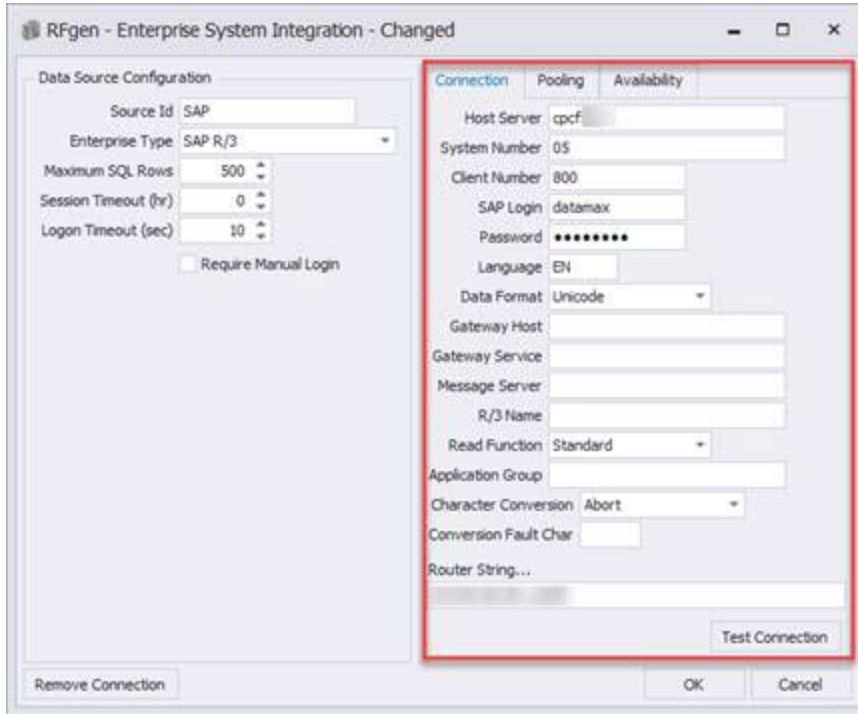 RFgen - Enterprise System Integration - Changed
Data Source Configuration
Source Id SAP
Enterprise Type SAP R/3
Maximum SQL Rows 500
Session Timeout (hr) 0
Logon Timeout (sec) 10
Require Manual Login
Connection Pooling Availability
Host Server cpcf
System Number 05
Client Number 800
SAP Login datamax
Password ••••••••
Language EN
Data Format Unicode
Gateway Host
Gateway Service
Message Server
R/3 Name
Read Function Standard
Application Group
Character Conversion Abort
Conversion Fault Char
Router String...
Test Connection
Remove Connection OK Cancel